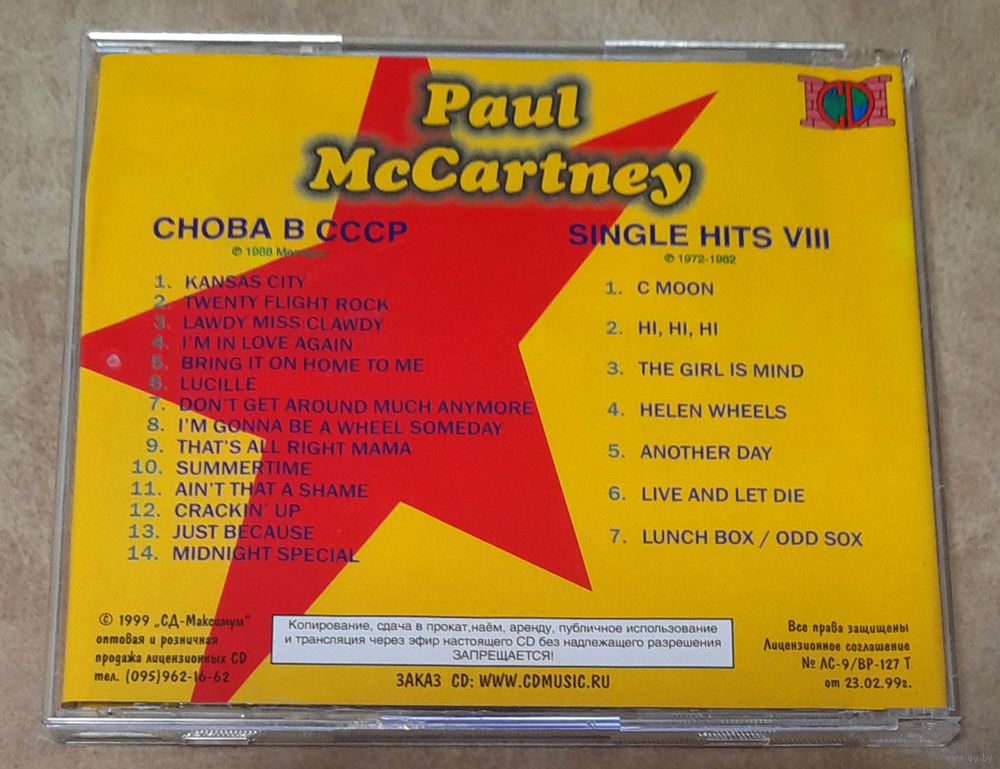 Paul
McCartney
CD
СНОВА В СССР
℗ 1988
1. KANSAS CITY
2. TWENTY FLIGHT ROCK
3. LAWDY MISS CLAWDY
4. I'M IN LOVE AGAIN
5. BRING IT ON HOME TO ME
6. LUCILLE
7. DON'T GET AROUND MUCH ANYMORE
8. I'M GONNA BE A WHEEL SOMEDAY
9. THAT'S ALL RIGHT MAMA
10. SUMMERTIME
11. AIN'T THAT A SHAME
12. CRACKIN' UP
13. JUST BECAUSE
14. MIDNIGHT SPECIAL
SINGLE HITS VIII
℗ 1972-1982
1. C MOON
2. HI, HI, HI
3. THE GIRL IS MIND
4. HELEN WHEELS
5. ANOTHER DAY
6. LIVE AND LET DIE
7. LUNCH BOX / ODD SOX
© 1999 „СД-Максимум"
оптовая и розничная
продажа лицензионных CD
тел. (095)962-16-62
Копирование, сдача в прокат,наём, аренду, публичное использование
и трансляция через эфир настоящего CD без надлежащего разрешения
ЗАПРЕЩАЕТСЯ!
ЗАКАЗ CD: WWW.CDMUSIC.RU
Все права защищены
Лицензионное соглашение
№ ЛС-9/ВР-127 Т
от 23.02.99г.
www.ay.by